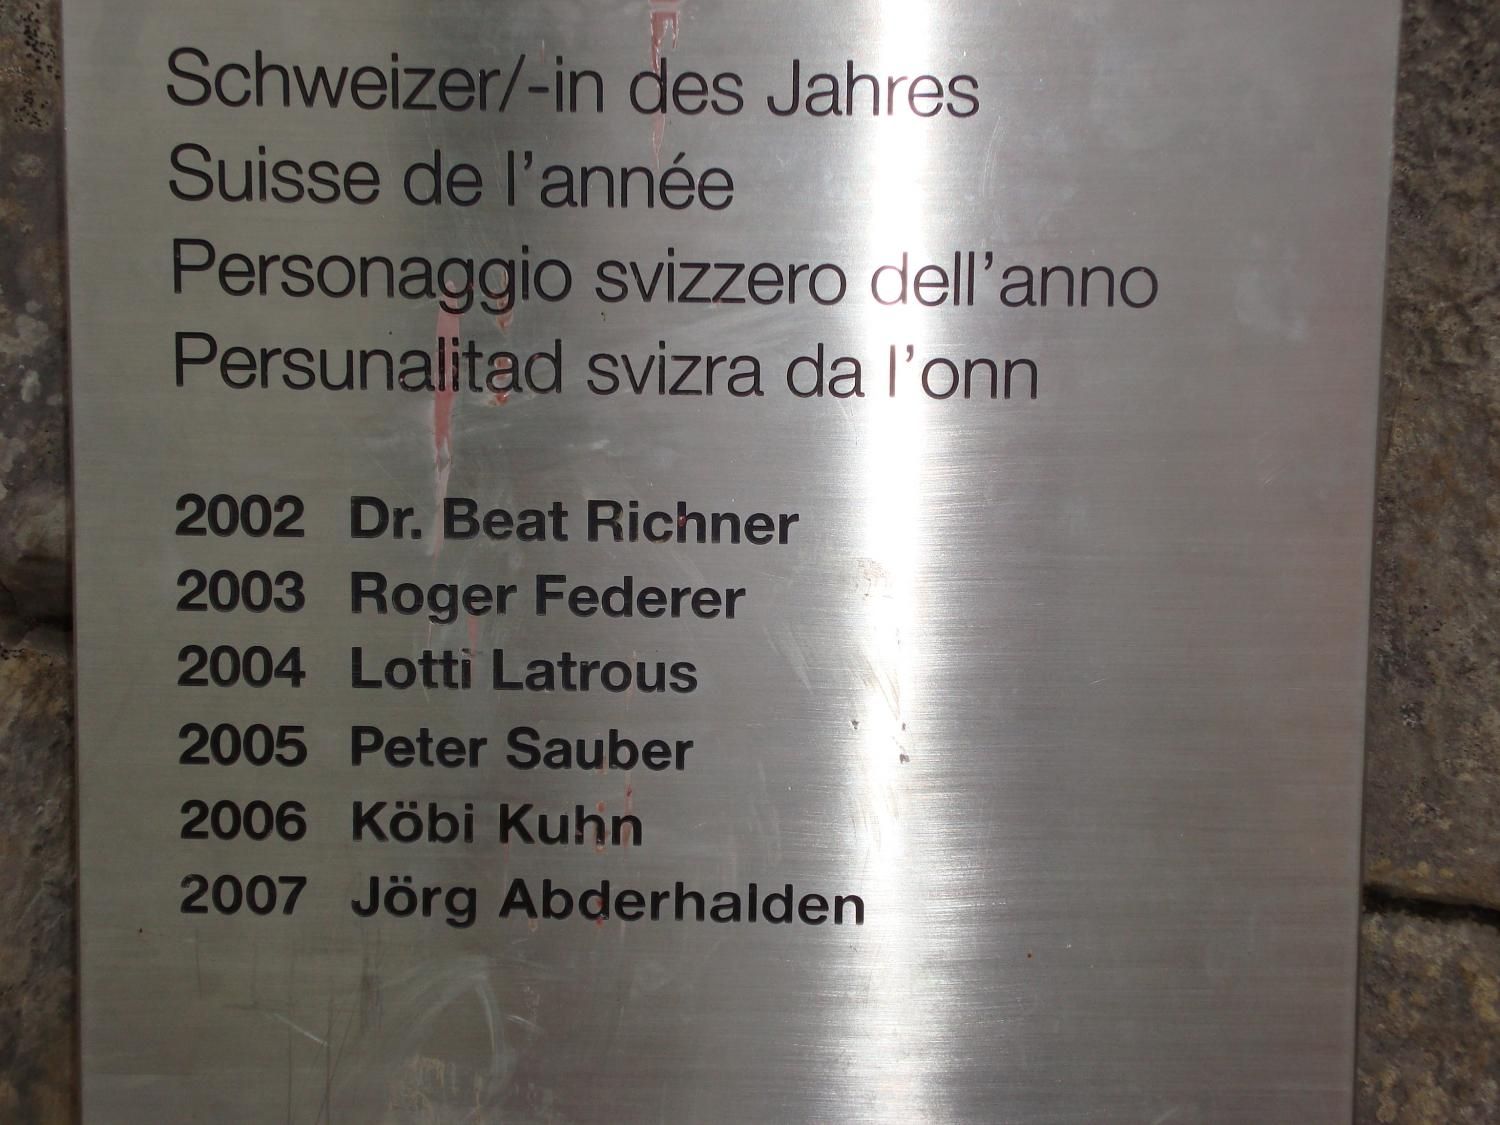 Schweizer/-in des Jahres
Suisse de l'année
Personaggio svizzero dell'anno
Persunalitad svizra da l'onn
2002 Dr. Beat Richner
2003 Roger Federer
2004 Lotti Latrous
2005 Peter Sauber
2006 Köbi Kuhn
2007 Jörg Abderhalden